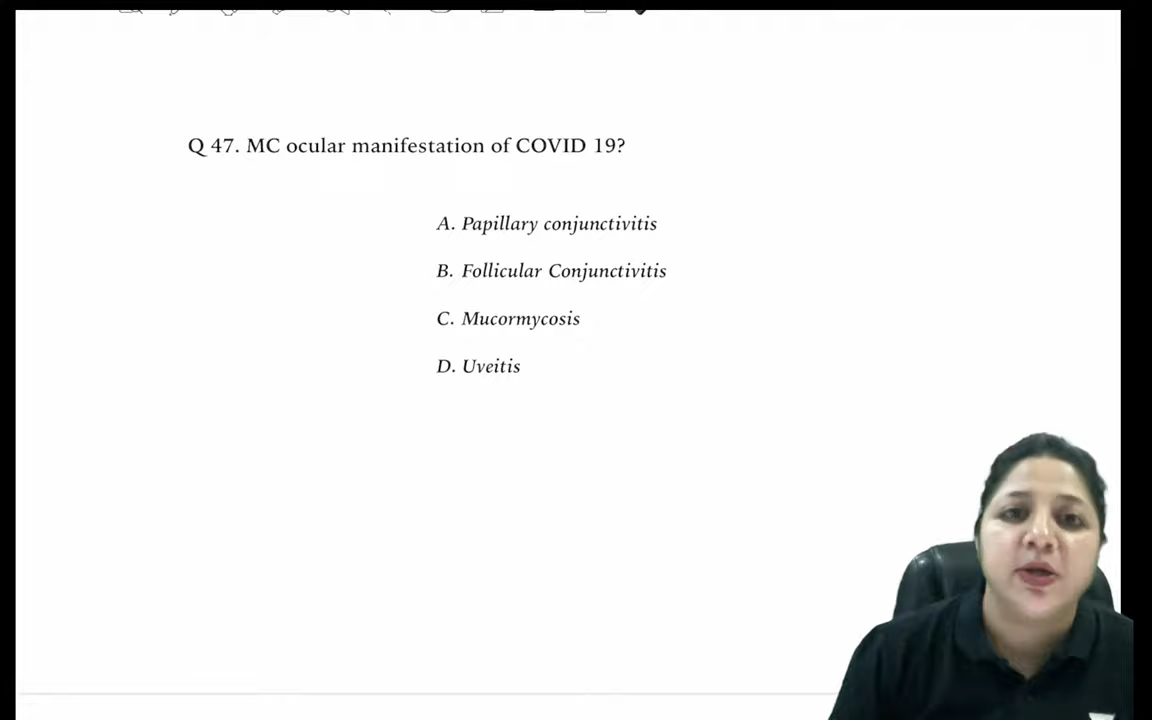 Q 47. MC ocular manifestation of COVID 19?
A. Papillary conjunctivitis
B. Follicular Conjunctivitis
C. Mucormycosis
D. Uveitis